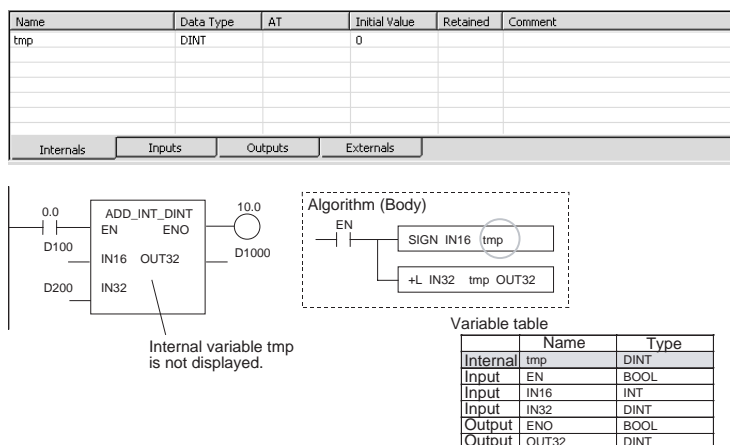 Name Data Type AT Initial Value Retained Comment
tmp DINT 0
Internals Inputs Outputs Externals
0.0 ADD_INT_DINT 10.0
EN ENO
D100 IN16 OUT32 D1000
D200 IN32
Internal variable tmp
is not displayed.
Algorithm (Body)
EN
SIGN IN16 tmp
+L IN32 tmp OUT32
Variable table
Name Type
Internal tmp DINT
Input EN BOOL
Input IN16 INT
Input IN32 DINT
Output ENO BOOL
Output OUT32 DINT